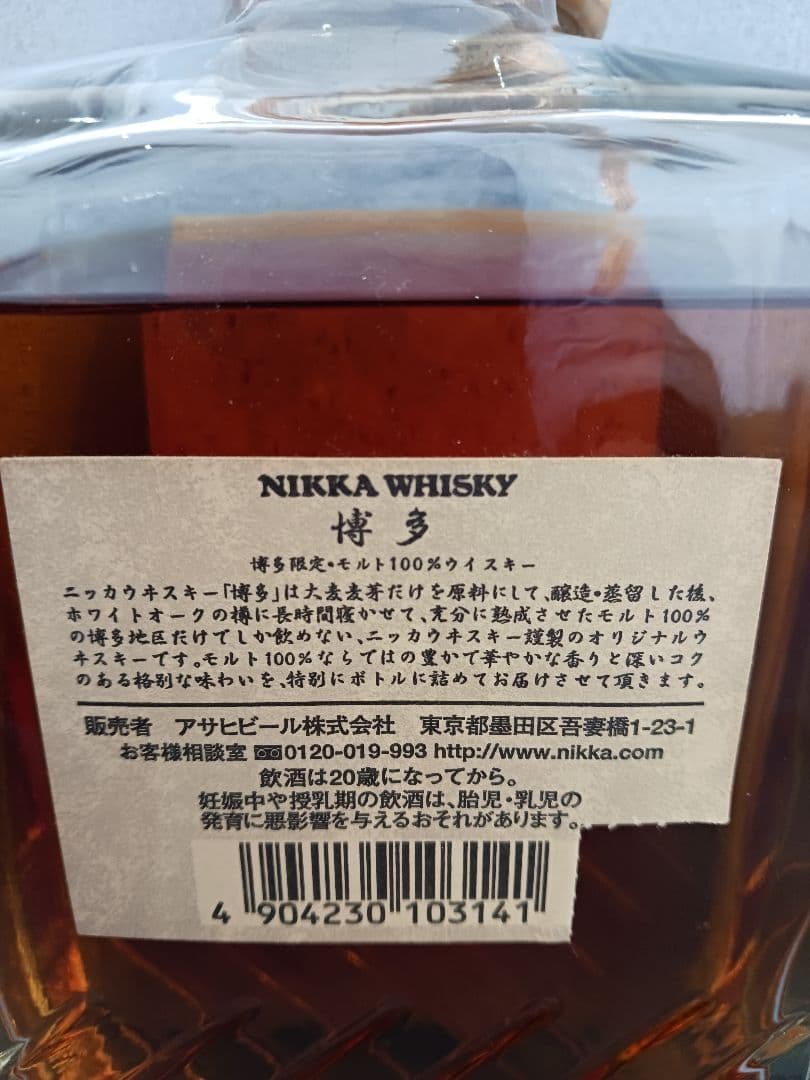 NIKKA WHISKY
博多
博多限定・モルト100%ウイスキー
ニッカウヰスキー「博多」は大麦麦芽だけを原料にして、醸造・蒸留した後、
ホワイトオークの樽に長時間寝かせて、充分に熟成させたモルト100%
の博多地区だけでしか飲めない、ニッカウヰスキー謹製のオリジナルウ
ヰスキーです。モルト100%ならではの豊かで華やかな香りと深いコク
のある格別な味わいを、特別にボトルに詰めてお届けさせて頂きます。
販売者 アサヒビール株式会社 東京都墨田区吾妻橋1-23-1
お客様相談室 0120-019-993 http://www.nikka.com
飲酒は20歳になってから。
妊娠中や授乳期の飲酒は、胎児・乳児の
発育に悪影響を与えるおそれがあります。
4 904230 103141